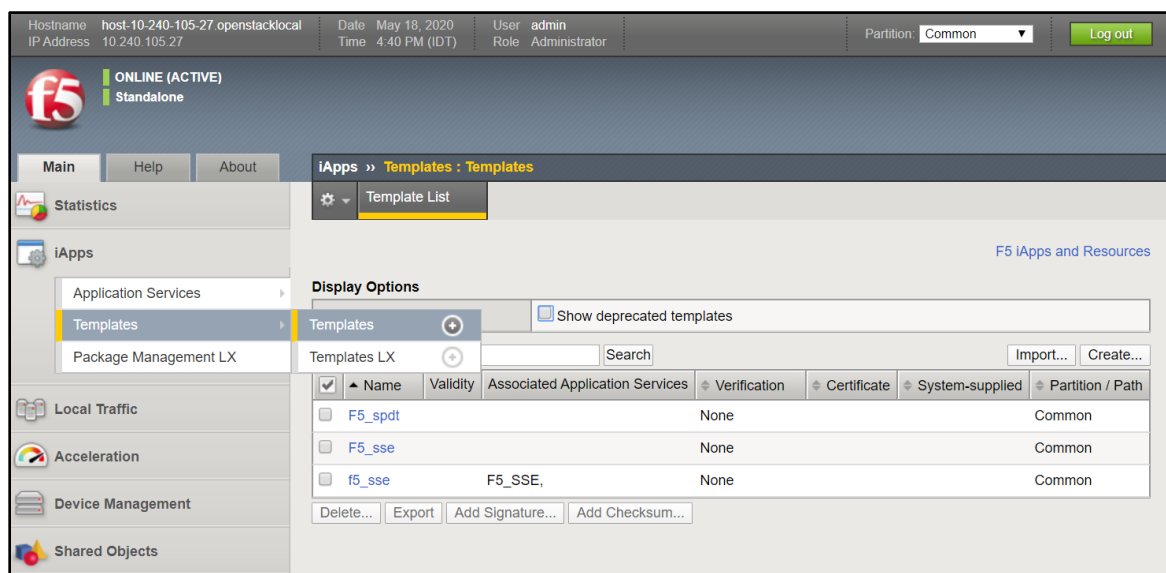 Hostname host-10-240-105-27.openstacklocal Date May 18, 2020 User admin
IP Address 10.240.105.27 Time 4:40 PM (IDT) Role Administrator
Partition: Common Log out
f5
ONLINE (ACTIVE)
Standalone
Main Help About
iApps ›› Templates : Templates
Template List
Statistics
iApps
F5 iApps and Resources
Application Services
Templates
Package Management LX
Templates
Templates LX
Display Options
Show deprecated templates
Search Import... Create...
Name Validity Associated Application Services Verification Certificate System-supplied Partition / Path
F5_spdt None Common
F5_sse None Common
f5_sse F5_SSE, None Common
Delete... Export Add Signature... Add Checksum...
Local Traffic
Acceleration
Device Management
Shared Objects